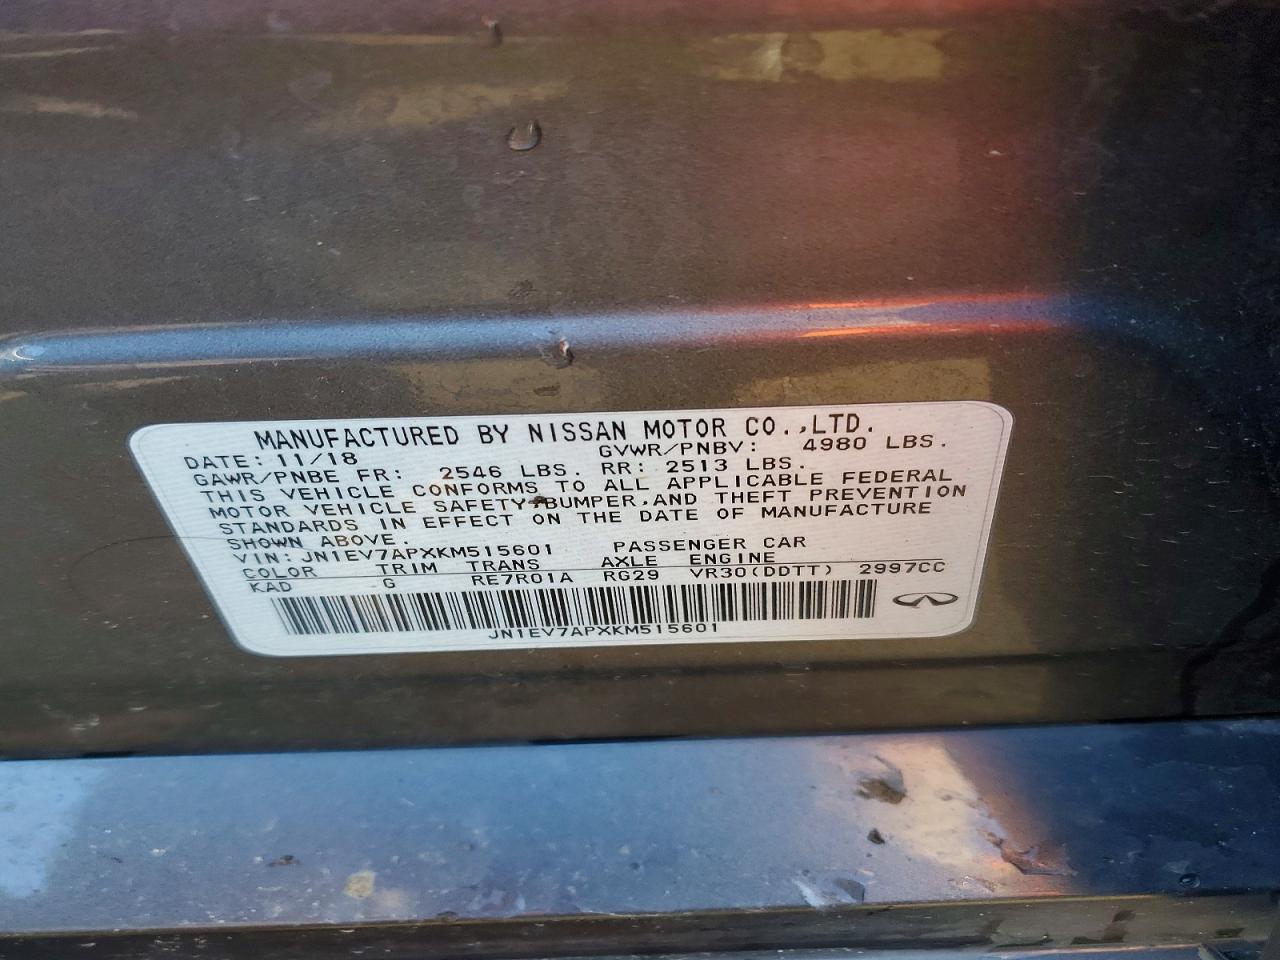 MANUFACTURED BY NISSAN MOTOR CO.,LTD.
DATE: 11/18 GVWR/PNBV: 4980 LBS.
GAWR/PNBE FR: 2546 LBS. RR: 2513 LBS.
THIS VEHICLE CONFORMS TO ALL APPLICABLE FEDERAL
MOTOR VEHICLE SAFETY,BUMPER,AND THEFT PREVENTION
STANDARDS IN EFFECT ON THE DATE OF MANUFACTURE
SHOWN ABOVE.
VIN: JN1EV7APXKM515601 PASSENGER CAR
COLOR TRIM TRANS AXLE ENGINE
KAD G RE7R01A RG29 VR30(DDTT) 2997CC
JN1EV7APXKM515601